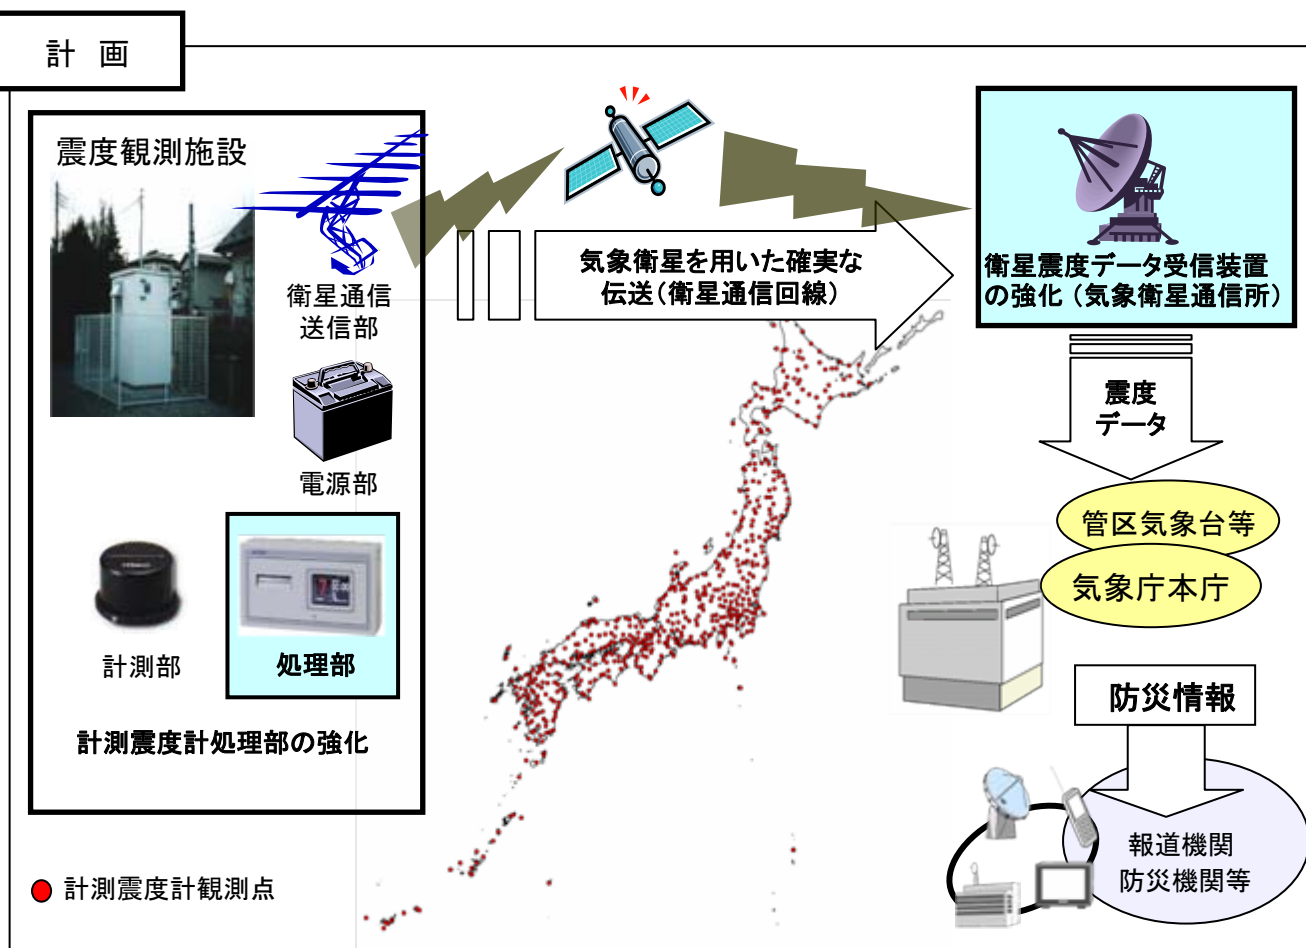 計 画
震度観測施設
衛星通信
送信部
電源部
計測部
処理部
計測震度計処理部の強化
計測震度計観測点
気象衛星を用いた確実な
伝送(衛星通信回線)
衛星震度データ受信装置
の強化(気象衛星通信所)
震度
データ
管区気象台等
気象庁本庁
防災情報
報道機関
防災機関等